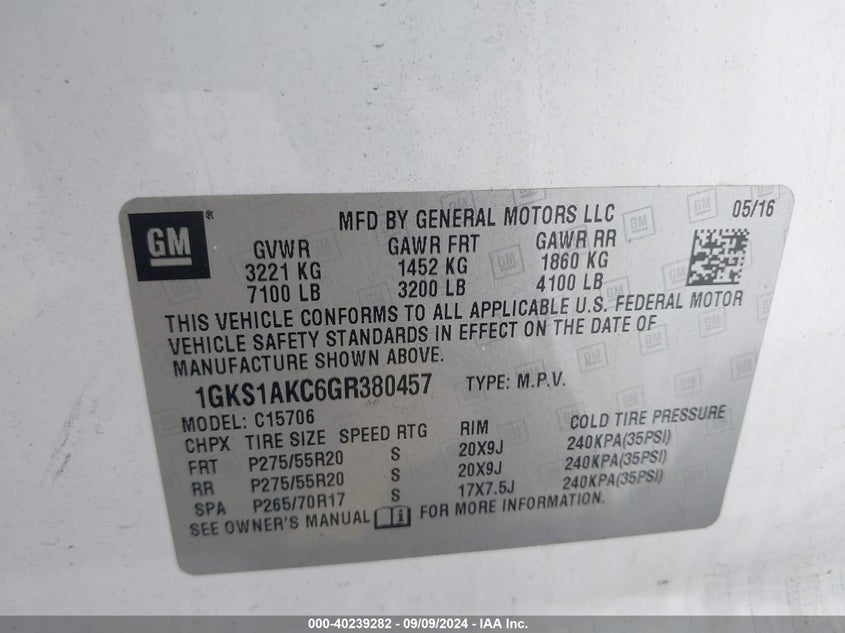 GM ®
MFD BY GENERAL MOTORS LLC 05/16
GVWR GAWR FRT GAWR RR
3221 KG 1452 KG 1860 KG
7100 LB 3200 LB 4100 LB
THIS VEHICLE CONFORMS TO ALL APPLICABLE U.S. FEDERAL MOTOR
VEHICLE SAFETY STANDARDS IN EFFECT ON THE DATE OF
MANUFACTURE SHOWN ABOVE.
1GKS1AKC6GR380457 TYPE: M.P.V.
MODEL: C15706
CHPX TIRE SIZE SPEED RTG RIM COLD TIRE PRESSURE
FRT P275/55R20 S 20X9J 240KPA(35PSI)
RR P275/55R20 S 20X9J 240KPA(35PSI)
SPA P265/70R17 S 17X7.5J 240KPA(35PSI)
SEE OWNER'S MANUAL FOR MORE INFORMATION.
000-40239282 - 09/09/2024 - IAA Inc.